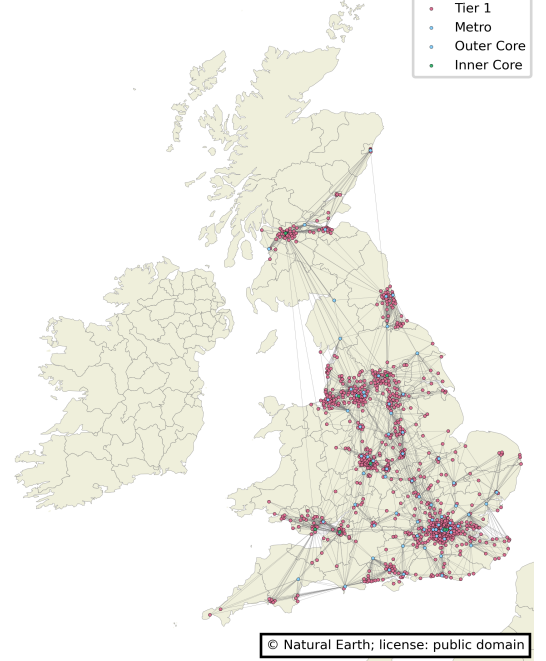 Tier 1
Metro
Outer Core
Inner Core
© Natural Earth; license: public domain